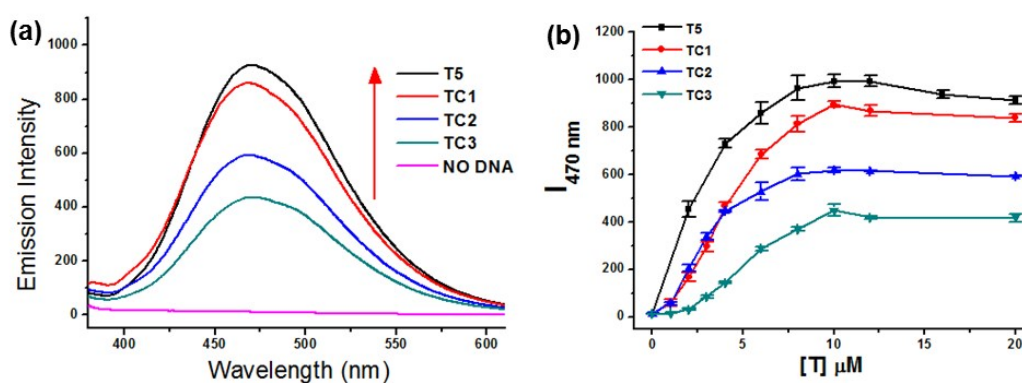 (a)
1000
800
600
400
200
0
Emission Intensity
400
450
500
550
600
Wavelength (nm)
T5
TC1
TC2
TC3
NO DNA
(b)
1200
1000
800
600
400
200
0
I 470 nm
0
5
10
15
20
[T] μM
T5
TC1
TC2
TC3